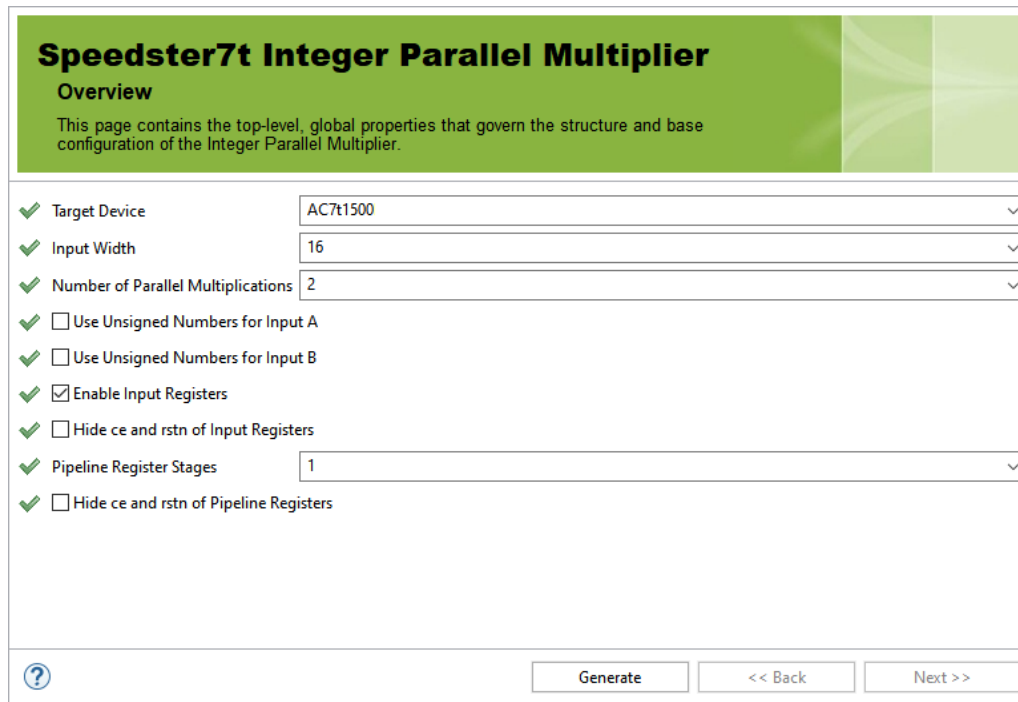 Speedster7t Integer Parallel Multiplier
Overview
This page contains the top-level, global properties that govern the structure and base
configuration of the Integer Parallel Multiplier.
Target Device AC7t1500
Input Width 16
Number of Parallel Multiplications 2
Use Unsigned Numbers for Input A
Use Unsigned Numbers for Input B
Enable Input Registers
Hide ce and rstn of Input Registers
Pipeline Register Stages 1
Hide ce and rstn of Pipeline Registers
? Generate << Back Next >>